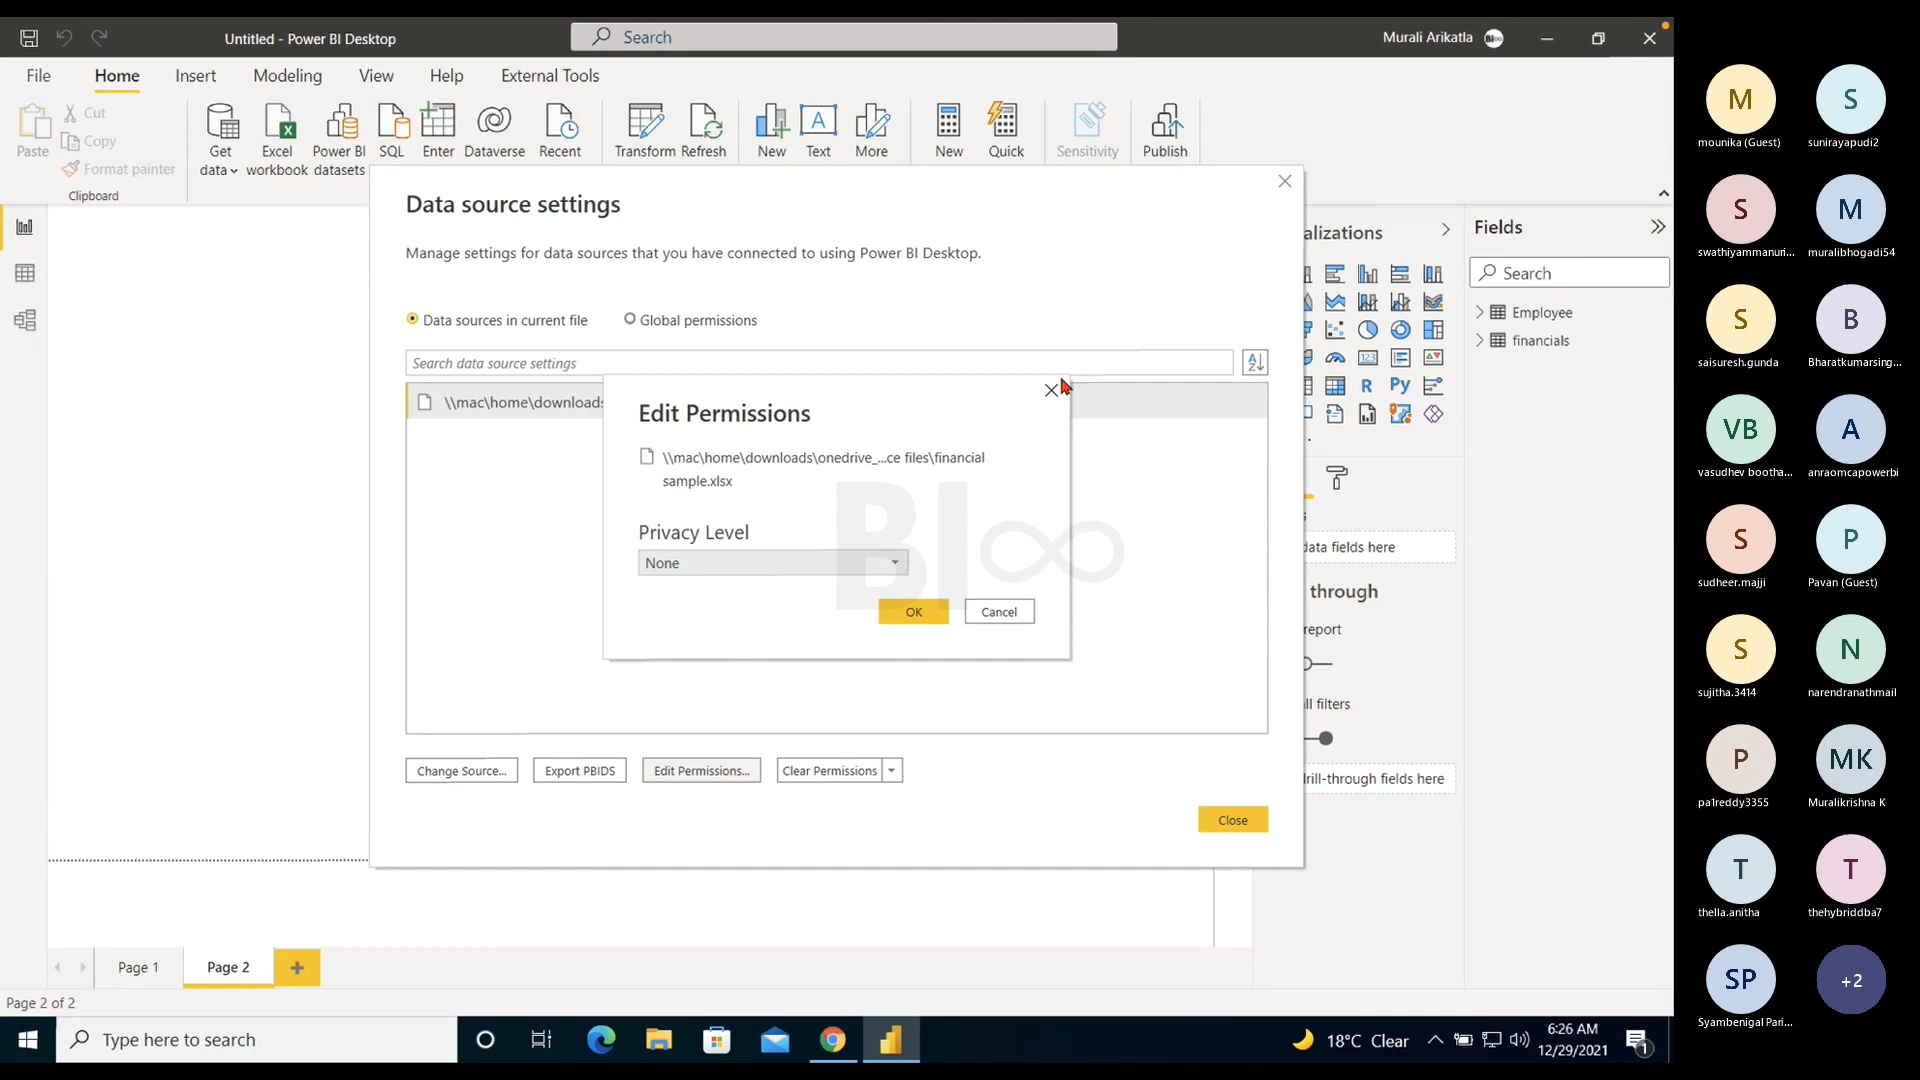 Untitled - Power BI Desktop
Search
Murali Arikatla
File
Home
Insert
Modeling
View
Help
External Tools
Paste
Cut
Copy
Format painter
Clipboard
Get
data
Excel
workbook
Power BI
datasets
SQL
Enter
Dataverse
Recent
Transform
Refresh
New
Text
More
New
Quick
Sensitivity
Publish
Data source settings
Manage settings for data sources that you have connected to using Power BI Desktop.
Data sources in current file
Global permissions
Search data source settings
\\mac\home\downloads
Edit Permissions
\\mac\home\downloads\onedrive_...ce files\financial
sample.xlsx
Privacy Level
None
OK
Cancel
BI
Change Source...
Export PBIDS
Edit Permissions...
Clear Permissions
Close
alizations
R
Py
data fields here
through
report
ll filters
drill-through fields here
Fields
Search
Employee
financials
Page 1
Page 2
Page 2 of 2
Type here to search
18°C Clear
6:26 AM
12/29/2021
1
M
mounika (Guest)
S
sunirayapudi2
S
swathiyammanuri...
M
muralibhogadi54
S
saisuresh.gunda
B
Bharatkumarsing...
VB
vasudhev bootha...
A
anraomcapowerbi
S
sudheer.majji
P
Pavan (Guest)
S
sujitha.3414
N
narendranathmail
P
pa1reddy3355
MK
Muralikrishna K
T
thella.anitha
T
thehybriddba7
SP
Syambenigal Pari...
+2